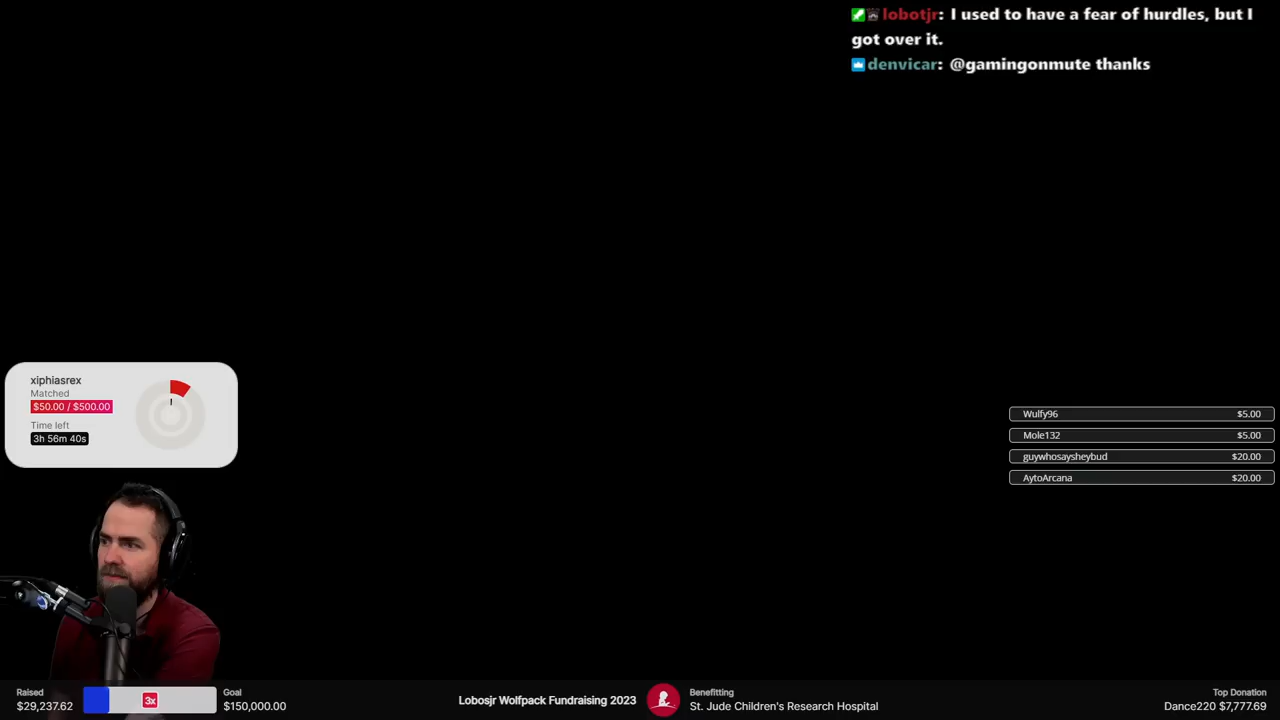 lobotjr: I used to have a fear of hurdles, but I
got over it.
denvicar: @gamingonmute thanks
xiphiasrex
Matched
$50.00 / $500.00
Time left
3h 56m 40s
Wulfy96 $5.00
Mole132 $5.00
guywhosaysheybud $20.00
AytoArcana $20.00
Raised
$29,237.62
3x
Goal
$150,000.00
Lobosjr Wolfpack Fundraising 2023
Benefitting
St. Jude Children's Research Hospital
Top Donation
Dance220 $7,777.69